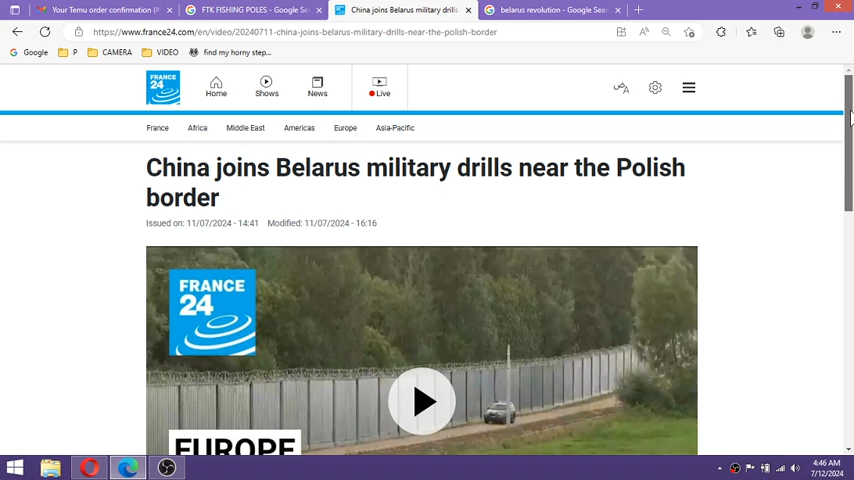 Your Temu order confirmation (#
FTK FISHING POLES - Google Sea
China joins Belarus military drills
belarus revolution - Google Sear
https://www.france24.com/en/video/20240711-china-joins-belarus-military-drills-near-the-polish-border
Google
P
CAMERA
VIDEO
find my horny step...
FRANCE
24
Home
Shows
News
Live
France
Africa
Middle East
Americas
Europe
Asia-Pacific
China joins Belarus military drills near the Polish
border
Issued on: 11/07/2024 - 14:41 Modified: 11/07/2024 - 16:16
FRANCE
24
EUROPE
4:46 AM
7/12/2024